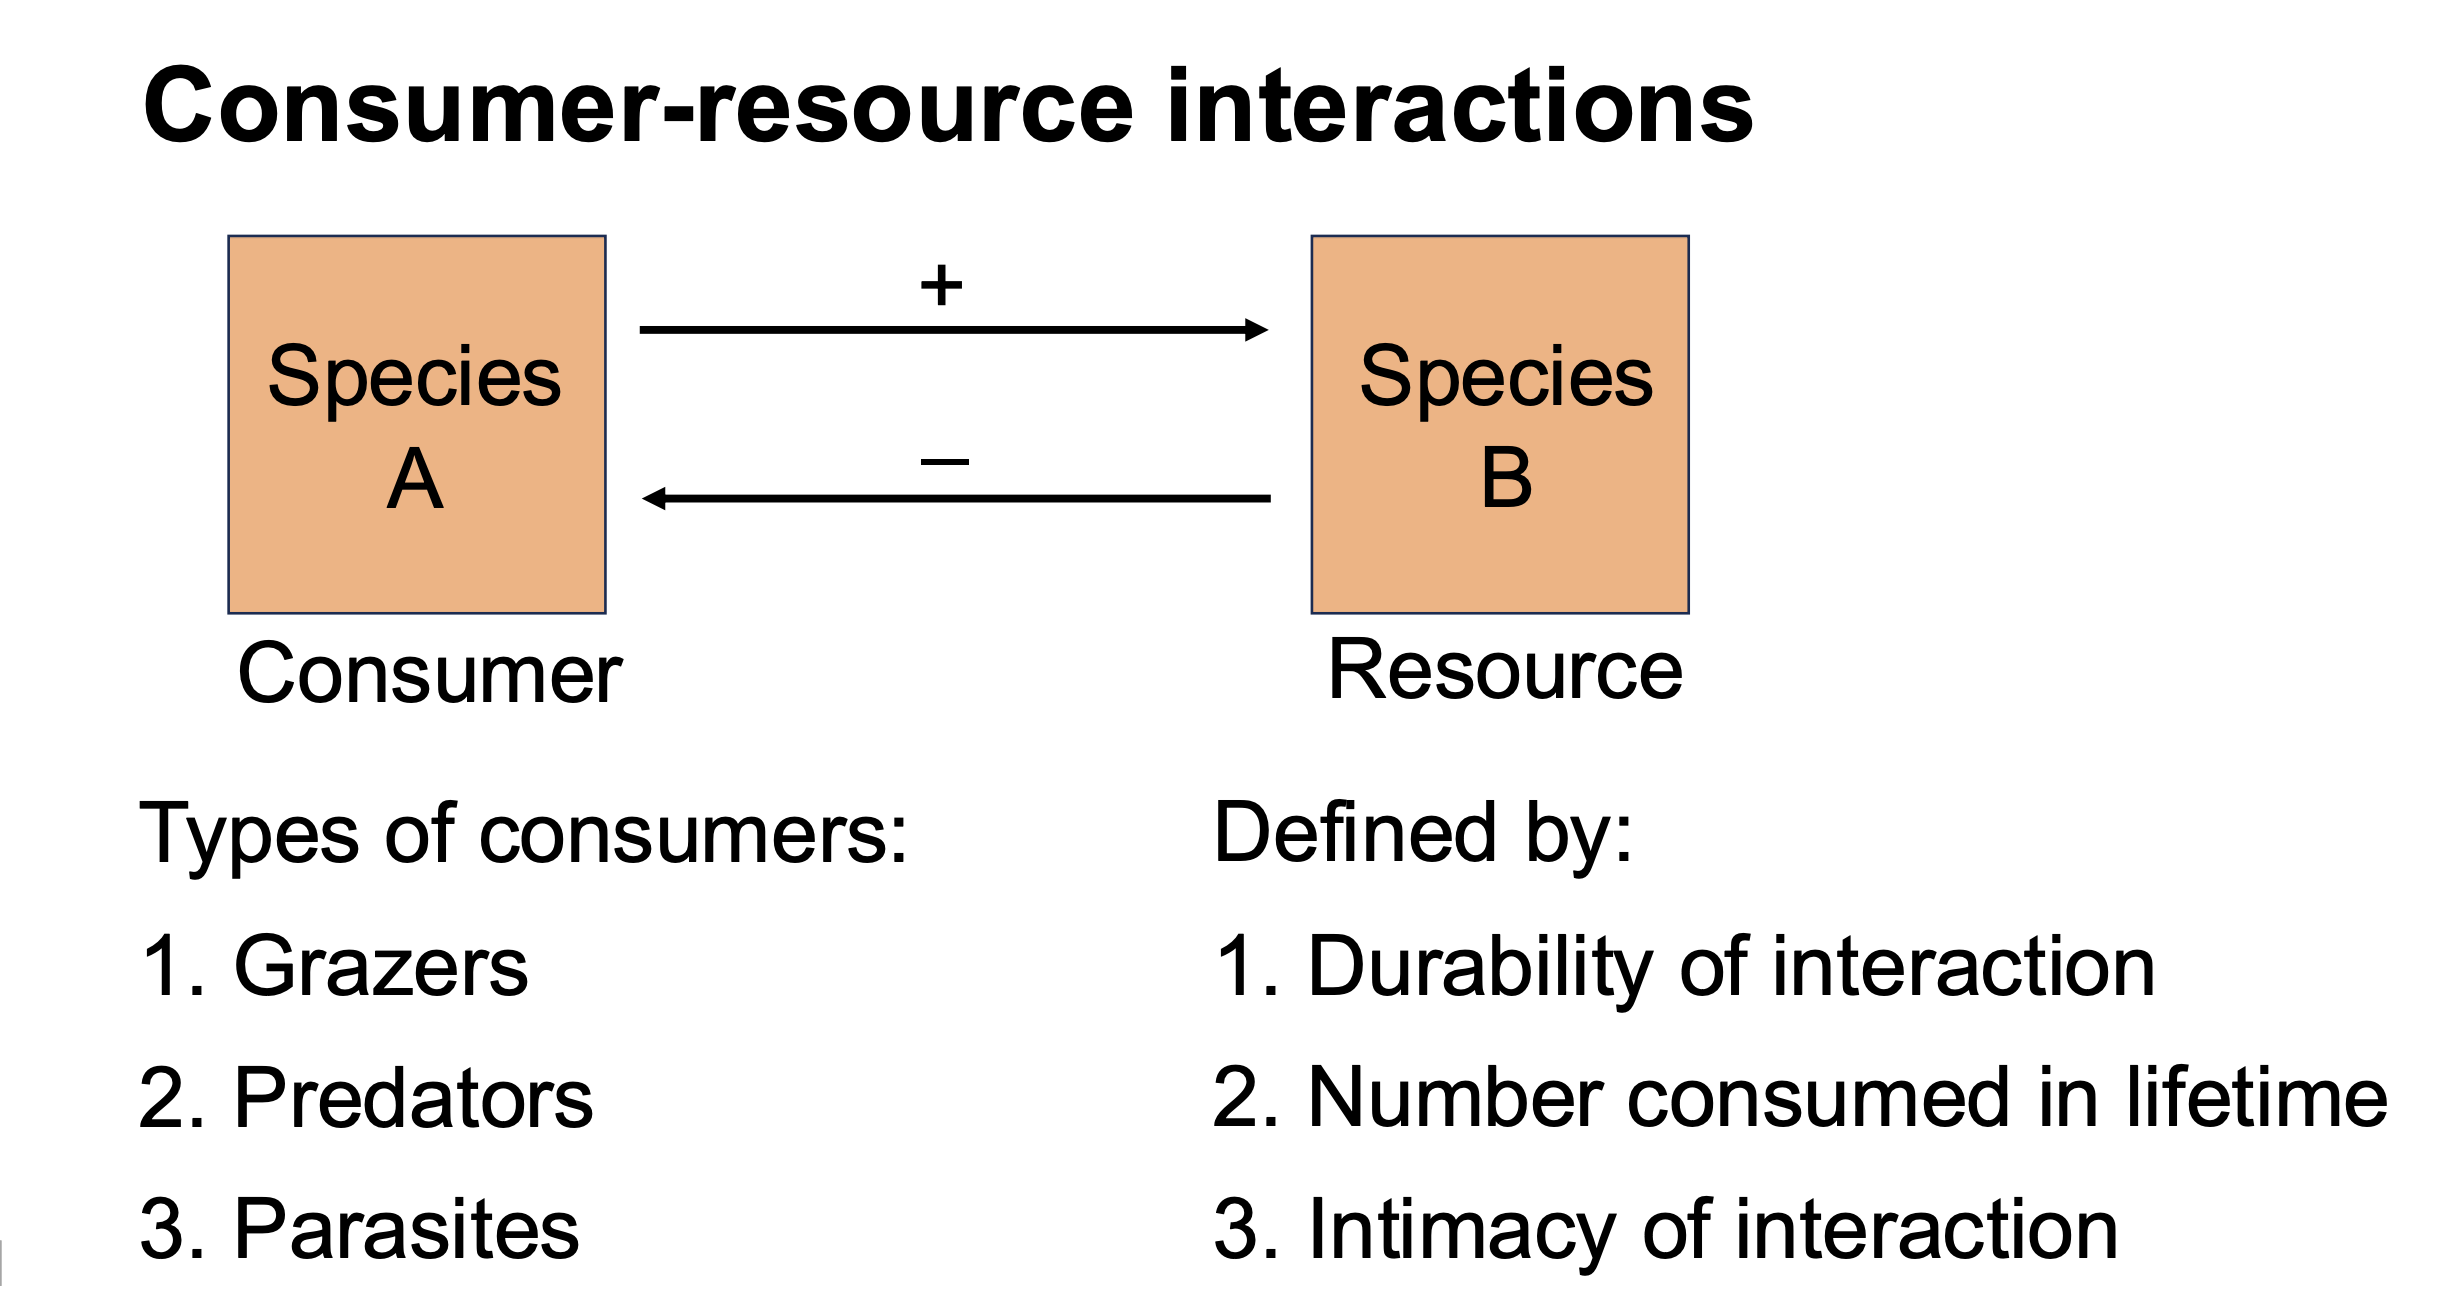 Consumer-resource interactions
+
Species
A
Species
B
–
Consumer
Resource
Types of consumers:
1. Grazers
2. Predators
3. Parasites
Defined by:
1. Durability of interaction
2. Number consumed in lifetime
3. Intimacy of interaction